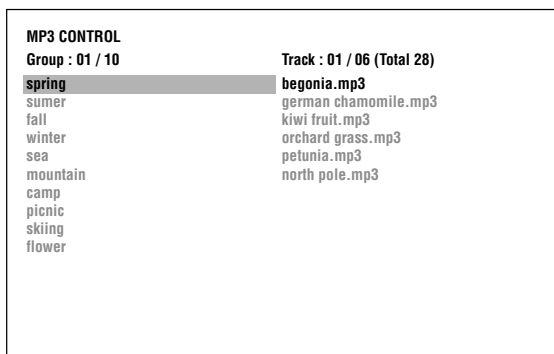 MP3 CONTROL
Group : 01 / 10
Track : 01 / 06 (Total 28)
spring
sumer
fall
winter
sea
mountain
camp
picnic
skiing
flower
begonia.mp3
german chamomile.mp3
kiwi fruit.mp3
orchard grass.mp3
petunia.mp3
north pole.mp3